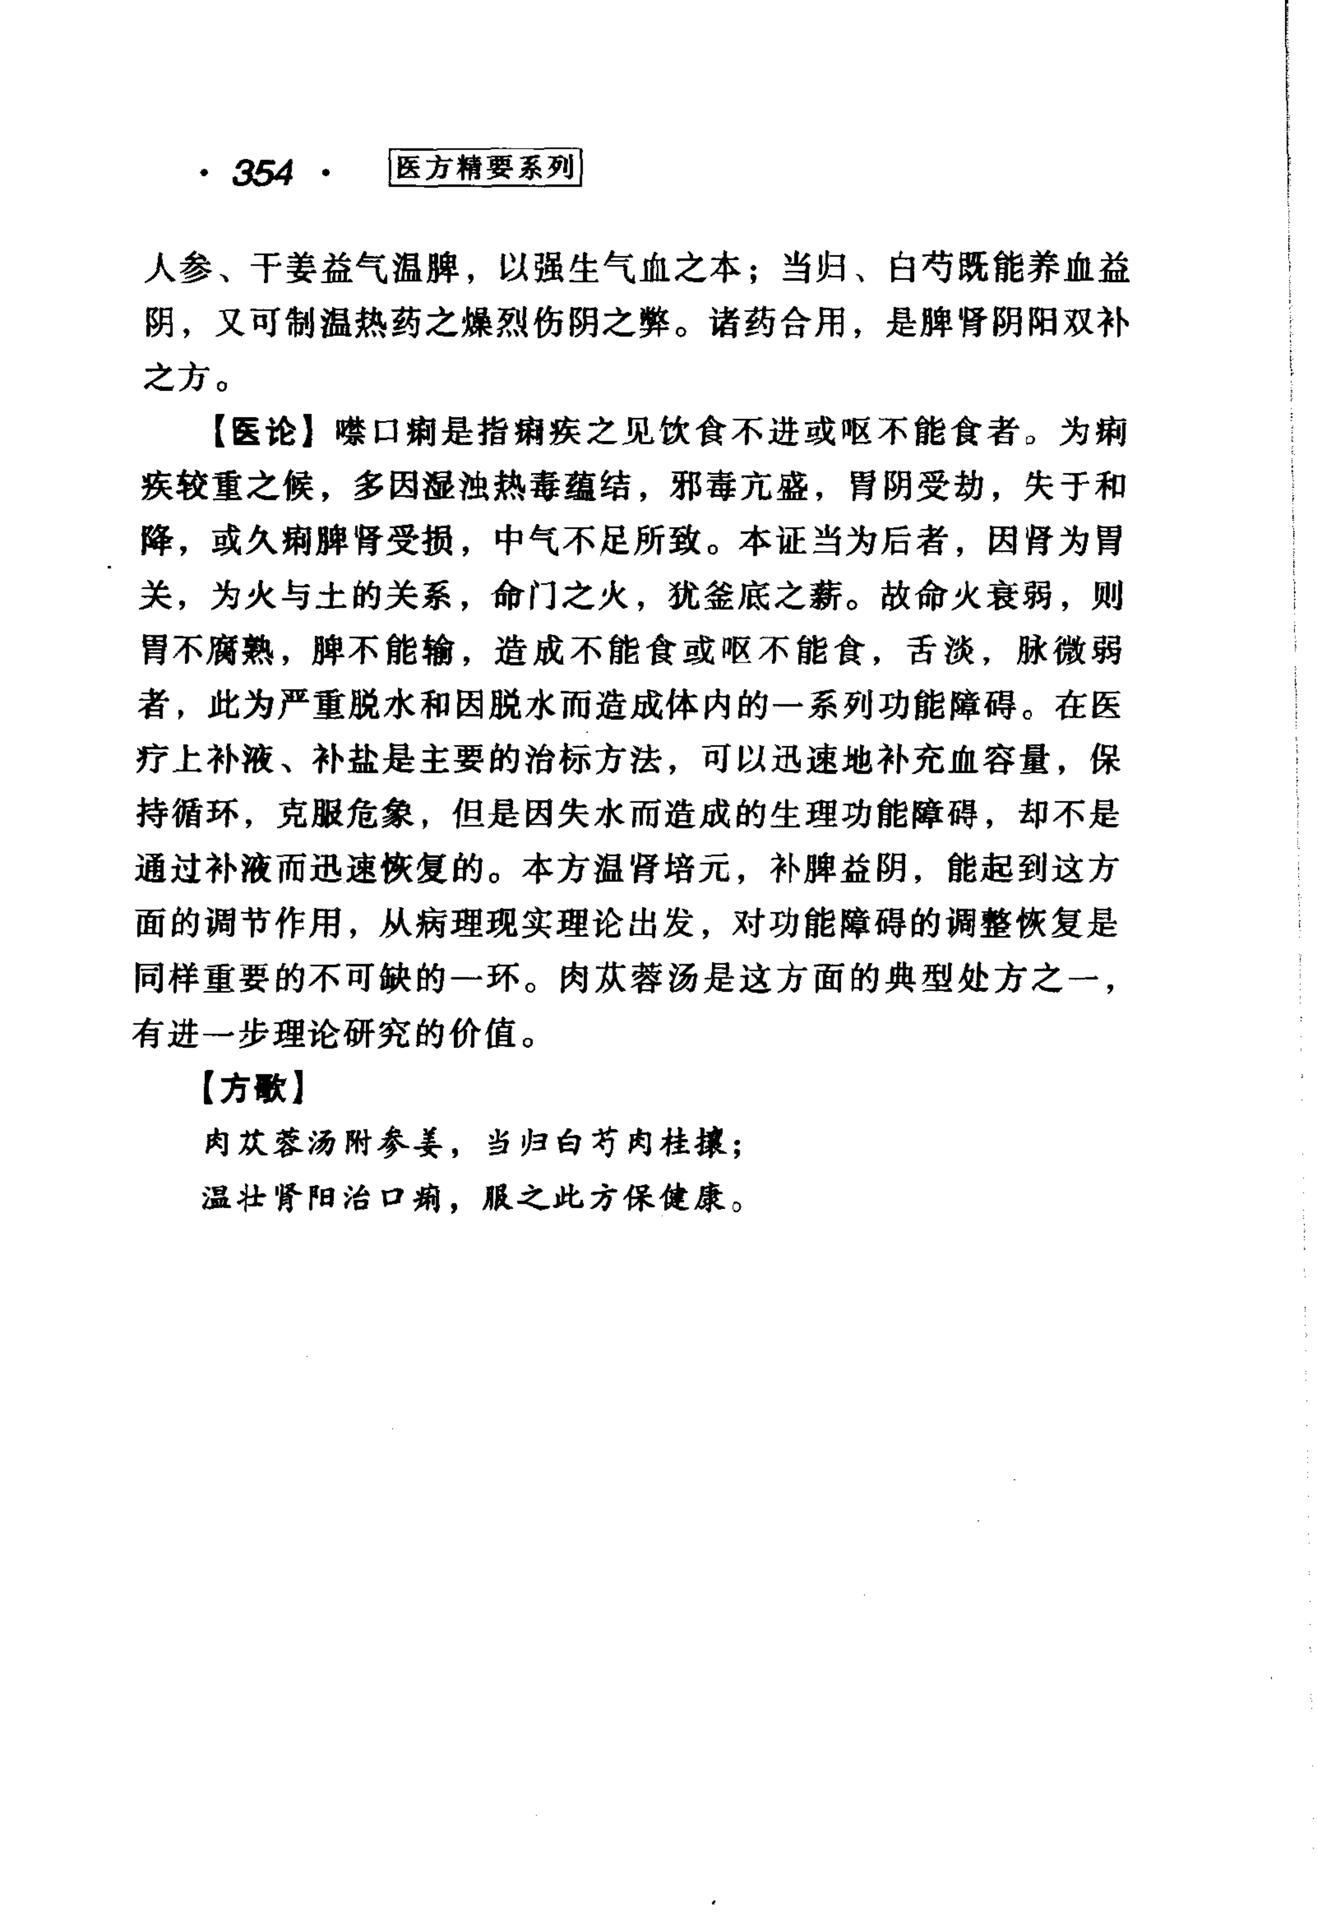 · 354 · 医方精要系列
人参、干姜益气温脾，以强生气血之本；当归、白芍既能养血益
阴，又可制温热药之燥烈伤阴之弊。诸药合用，是脾肾阴阳双补
之方。
【医论】噤口痢是指痢疾之见饮食不进或呕不能食者。为痢
疾较重之候，多因湿浊热毒蕴结，邪毒亢盛，胃阴受劫，失于和
降，或久痢脾肾受损，中气不足所致。本证当为后者，因肾为胃
关，为火与土的关系，命门之火，犹釜底之薪。故命火衰弱，则
胃不腐熟，脾不能输，造成不能食或呕不能食，舌淡，脉微弱
者，此为严重脱水和因脱水而造成体内的一系列功能障碍。在医
疗上补液、补盐是主要的治标方法，可以迅速地补充血容量，保
持循环，克服危象，但是因失水而造成的生理功能障碍，却不是
通过补液而迅速恢复的。本方温肾培元，补脾益阴，能起到这方
面的调节作用，从病理现实理论出发，对功能障碍的调整恢复是
同样重要的不可缺的一环。肉苁蓉汤是这方面的典型处方之一，
有进一步理论研究的价值。
【方歌】
肉苁蓉汤附参姜，当归白芍肉桂攘；
温壮肾阳治口痢，服之此方保健康。